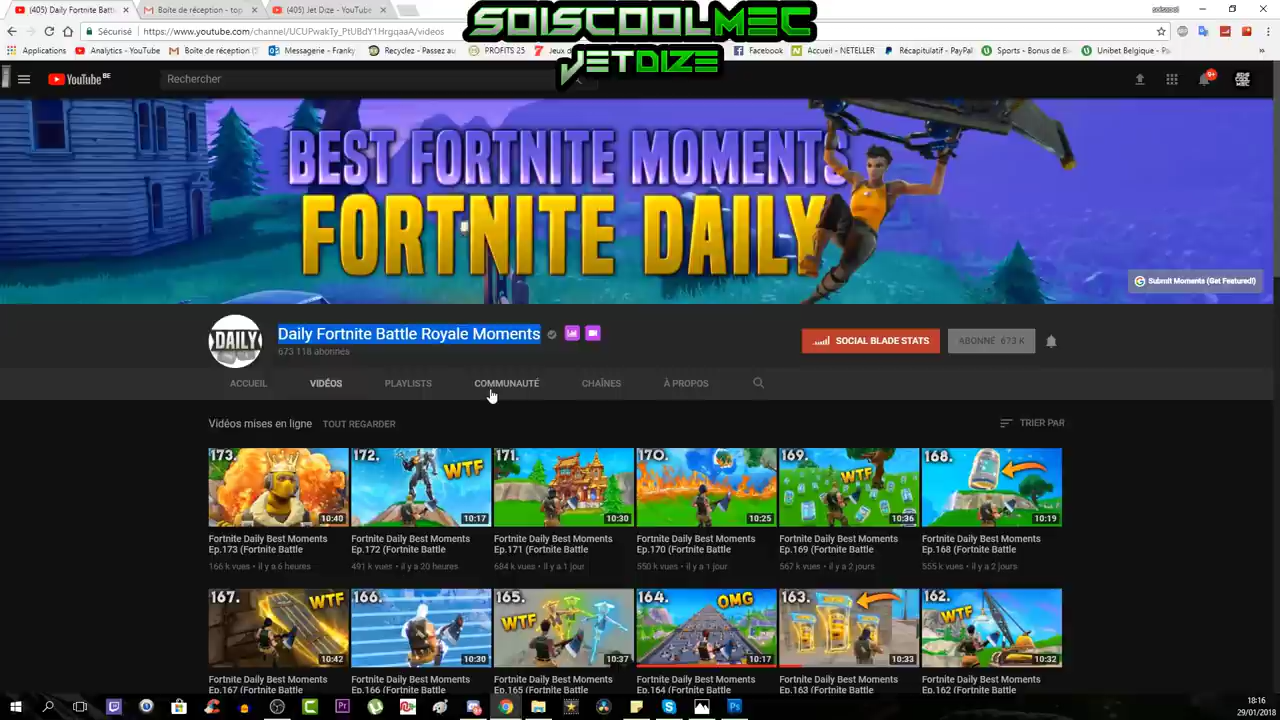 SOISCOOLMEC
JETDIZE
(405) Daily Fortnite Battl
Boîte de réception - top
(405) Jet Dize - YouTube
soiscool
Sécurisé
https://www.youtube.com/channel/UCUPwakTy_PtUBdY1HrgqaaA/videos
Applications
Analytics - YouTube
Boîte de réception (5
Messagerie - Franky
Recyclez - Passez au
PROFITS 25
Facebook
Accueil - NETELLER
Récapitulatif - PayPal
Sports - Bonus de Bi
Unibet Belgique - Pa
YouTube BE
Rechercher
9+
BEST FORTNITE MOMENTS
FORTNITE DAILY
Submit Moments (Get Featured!)
DAILY
Daily Fortnite Battle Royale Moments
673 118 abonnés
SOCIAL BLADE STATS
ABONNÉ 673 K
ACCUEIL
VIDÉOS
PLAYLISTS
COMMUNAUTÉ
CHAÎNES
À PROPOS
Vidéos mises en ligne
TOUT REGARDER
TRIER PAR
173.
10:40
172.
WTF
10:17
171.
10:30
170.
10:25
169.
WTF
10:36
168.
10:19
Fortnite Daily Best Moments
Ep.173 (Fortnite Battle
166 k vues • il y a 6 heures
Fortnite Daily Best Moments
Ep.172 (Fortnite Battle
491 k vues • il y a 20 heures
Fortnite Daily Best Moments
Ep.171 (Fortnite Battle
684 k vues • il y a 1 jour
Fortnite Daily Best Moments
Ep.170 (Fortnite Battle
550 k vues • il y a 1 jour
Fortnite Daily Best Moments
Ep.169 (Fortnite Battle
567 k vues • il y a 2 jours
Fortnite Daily Best Moments
Ep.168 (Fortnite Battle
555 k vues • il y a 2 jours
167.
WTF
10:42
166.
10:30
165.
WTF
10:37
164.
OMG
10:17
163.
10:33
162.
WTF
10:32
Fortnite Daily Best Moments
Ep.167 (Fortnite Battle
Fortnite Daily Best Moments
Ep.166 (Fortnite Battle
Fortnite Daily Best Moments
Ep.165 (Fortnite Battle
Fortnite Daily Best Moments
Ep.164 (Fortnite Battle
Fortnite Daily Best Moments
Ep.163 (Fortnite Battle
Fortnite Daily Best Moments
Ep.162 (Fortnite Battle
18:16
29/01/2018